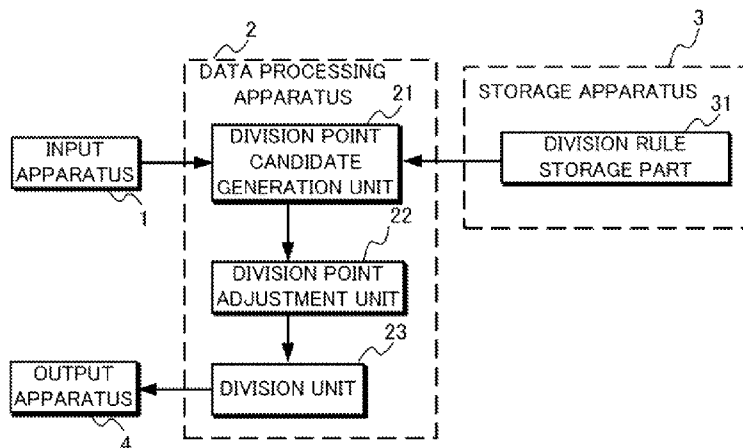 2
DATA PROCESSING
APPARATUS
3
STORAGE APPARATUS
21
DIVISION POINT
CANDIDATE
GENERATION UNIT
31
DIVISION RULE
STORAGE PART
INPUT
APPARATUS
1
22
DIVISION POINT
ADJUSTMENT UNIT
23
DIVISION UNIT
OUTPUT
APPARATUS
4